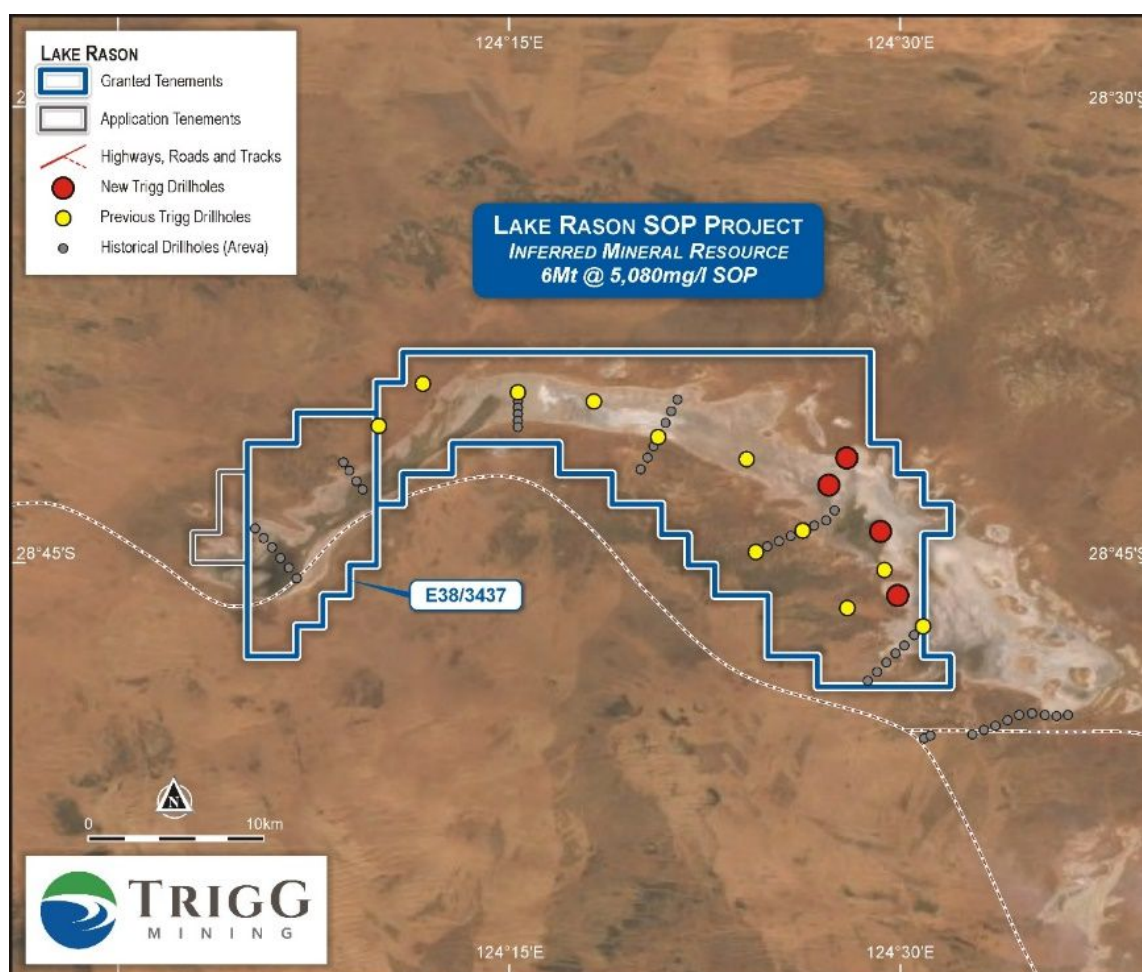 124°15'E
124°30'E
LAKE RASON
Granted Tenements
Application Tenements
Highways, Roads and Tracks
New Trigg Drillholes
Previous Trigg Drillholes
Historical Drillholes (Areva)
28°30'S
LAKE RASON SOP PROJECT
INFERRED MINERAL RESOURCE
6Mt @ 5,080mg/l SOP
28°45'S
28°45'S
E38/3437
N
0 10km
TRIGG
MINING
124°15'E
124°30'E